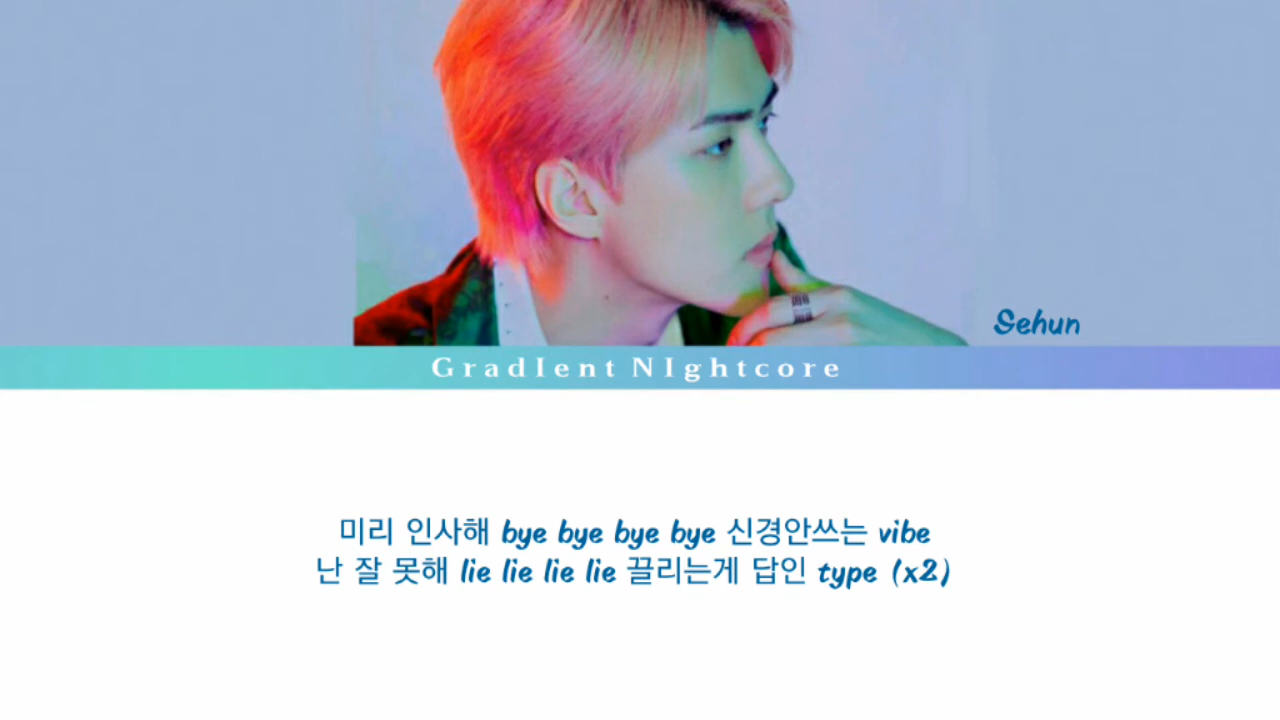 Sehun
GradIent NIghtcore
미리 인사해 bye bye bye bye 신경안쓰는 vibe
난 잘 못해 lie lie lie lie 끌리는게 답인 type (x2)